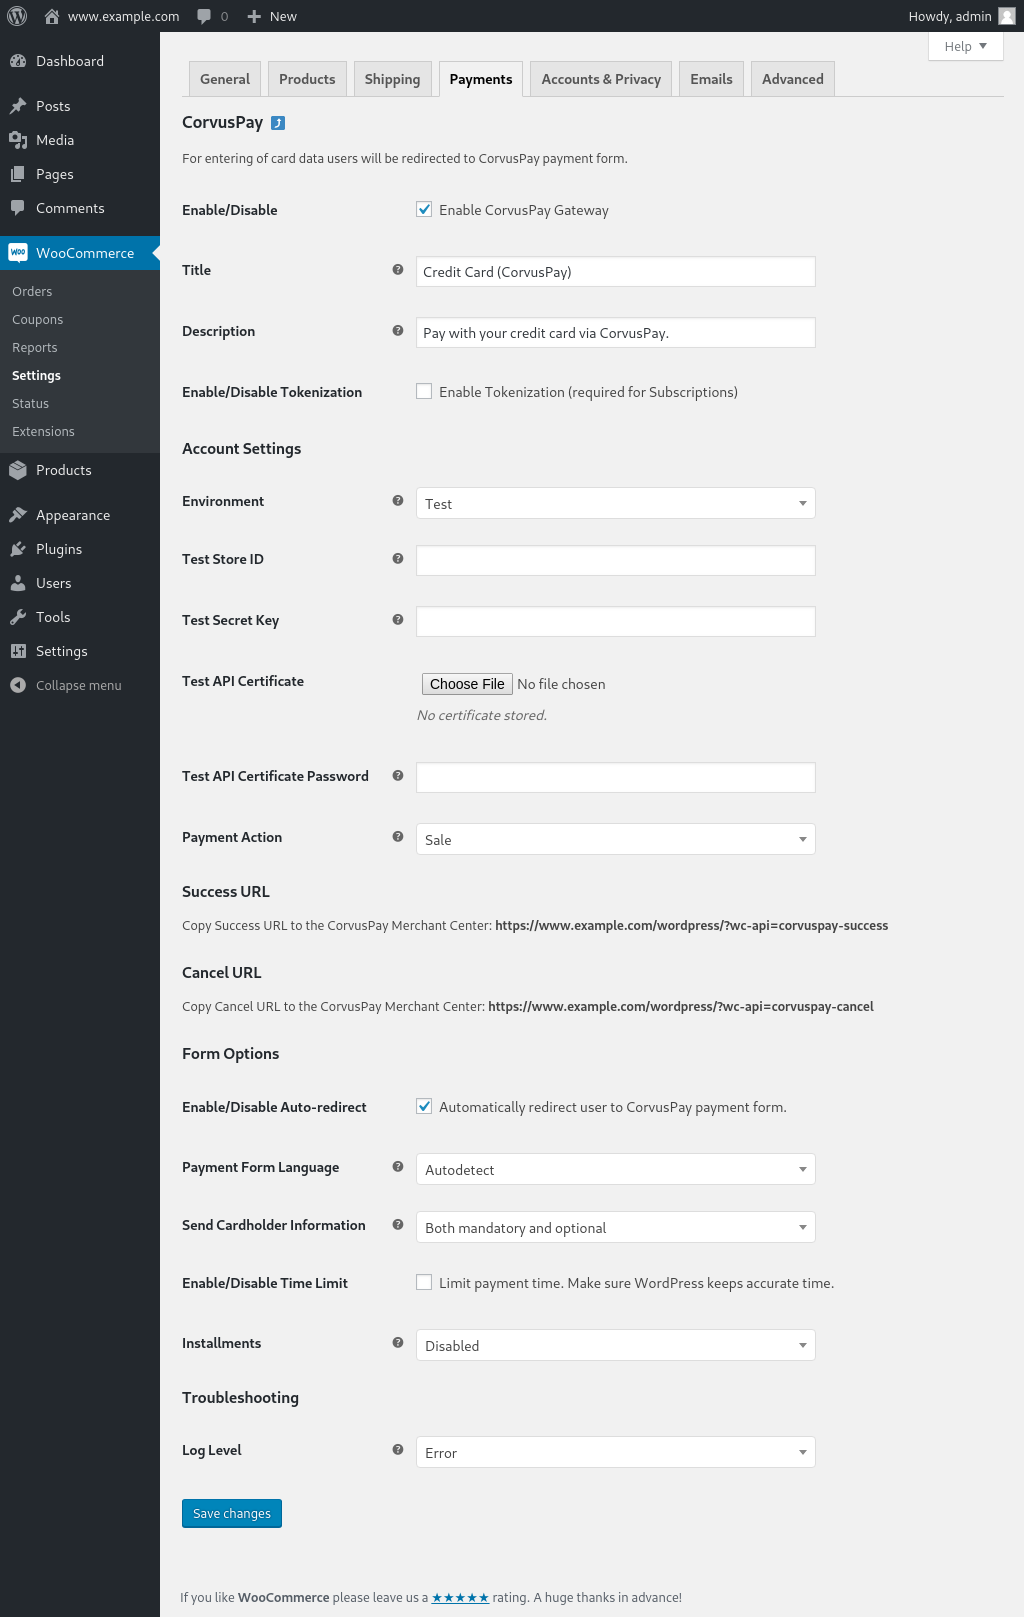 www.example.com 0 New Howdy, admin
Help
Dashboard
Posts
Media
Pages
Comments
WooCommerce
Orders
Coupons
Reports
Settings
Status
Extensions
Products
Appearance
Plugins
Users
Tools
Settings
Collapse menu
General Products Shipping Payments Accounts & Privacy Emails Advanced
CorvusPay
For entering of card data users will be redirected to CorvusPay payment form.
Enable/Disable Enable CorvusPay Gateway
Title Credit Card (CorvusPay)
Description Pay with your credit card via CorvusPay.
Enable/Disable Tokenization Enable Tokenization (required for Subscriptions)
Account Settings
Environment Test
Test Store ID
Test Secret Key
Test API Certificate Choose File No file chosen
No certificate stored.
Test API Certificate Password
Payment Action Sale
Success URL
Copy Success URL to the CorvusPay Merchant Center: https://www.example.com/wordpress/?wc-api=corvuspay-success
Cancel URL
Copy Cancel URL to the CorvusPay Merchant Center: https://www.example.com/wordpress/?wc-api=corvuspay-cancel
Form Options
Enable/Disable Auto-redirect Automatically redirect user to CorvusPay payment form.
Payment Form Language Autodetect
Send Cardholder Information Both mandatory and optional
Enable/Disable Time Limit Limit payment time. Make sure WordPress keeps accurate time.
Installments Disabled
Troubleshooting
Log Level Error
Save changes
If you like WooCommerce please leave us a ★★★★★ rating. A huge thanks in advance!